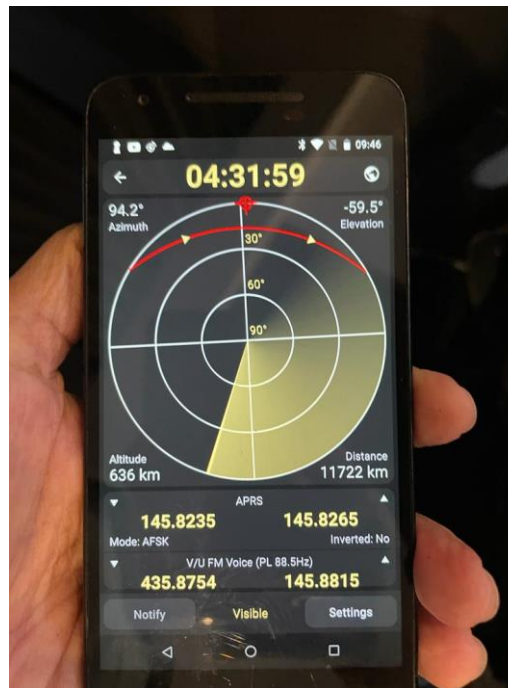 09:46
04:31:59
94.2° -59.5°
Azimuth Elevation
30°
60°
90°
Altitude Distance
636 km 11722 km
APRS
145.8235 145.8265
Mode: AFSK Inverted: No
V/U FM Voice (PL 88.5Hz)
435.8754 145.8815
Notify Visible Settings